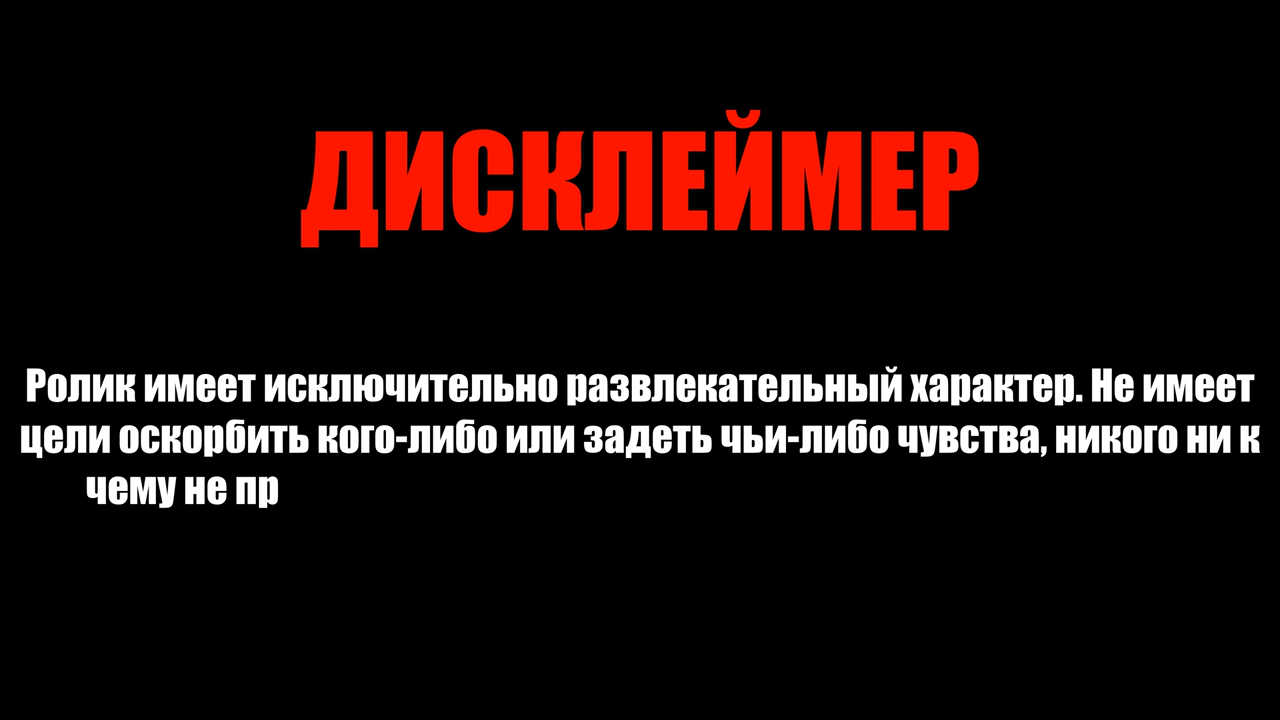 ДИСКЛЕЙМЕР
Ролик имеет исключительно развлекательный характер. Не имеет
цели оскорбить кого-либо или задеть чьи-либо чувства, никого ни к
чему не пр